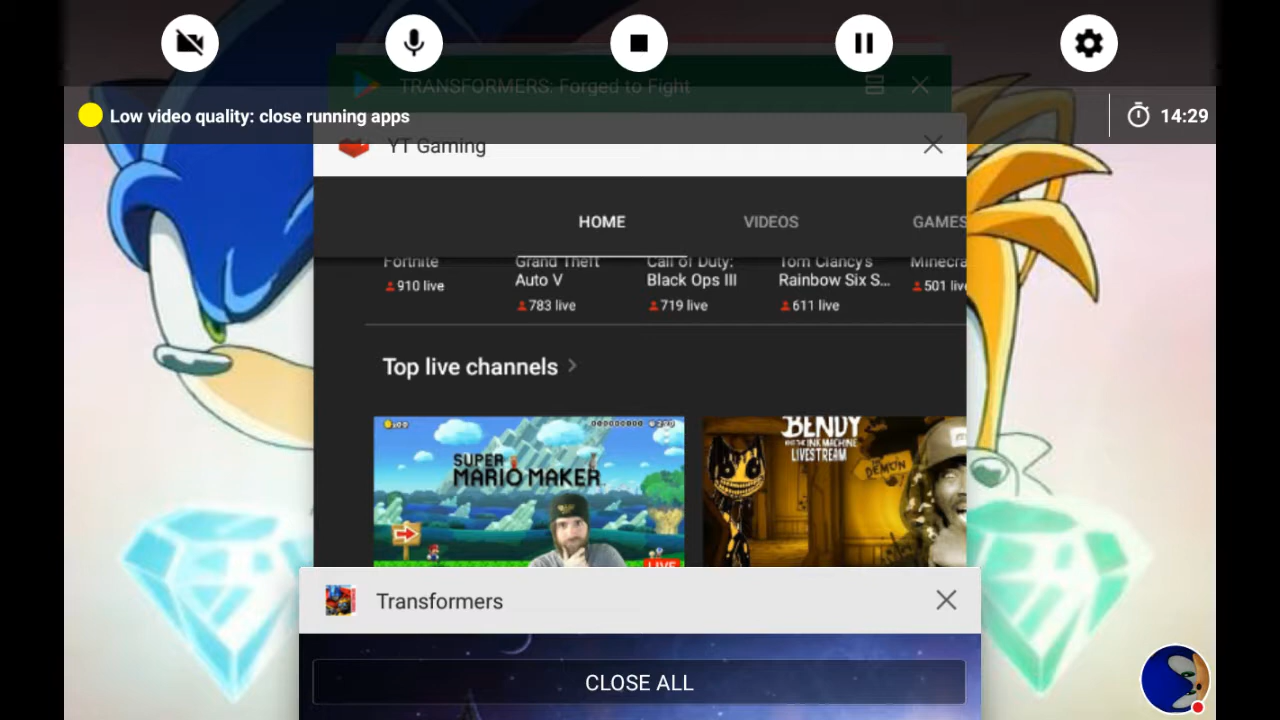 TRANSFORMERS: Forged to Fight
Low video quality: close running apps
14:29
YT Gaming
HOME VIDEOS GAMES
Fortnite
910 live
Grand Theft
Auto V
783 live
Call of Duty:
Black Ops III
719 live
Tom Clancy's
Rainbow Six S...
611 live
Minecra
501 live
Top live channels
SUPER
MARIO MAKER
LIVE
BENDY
AND THE INK MACHINE
LIVESTREAM
DEMON
Transformers
CLOSE ALL